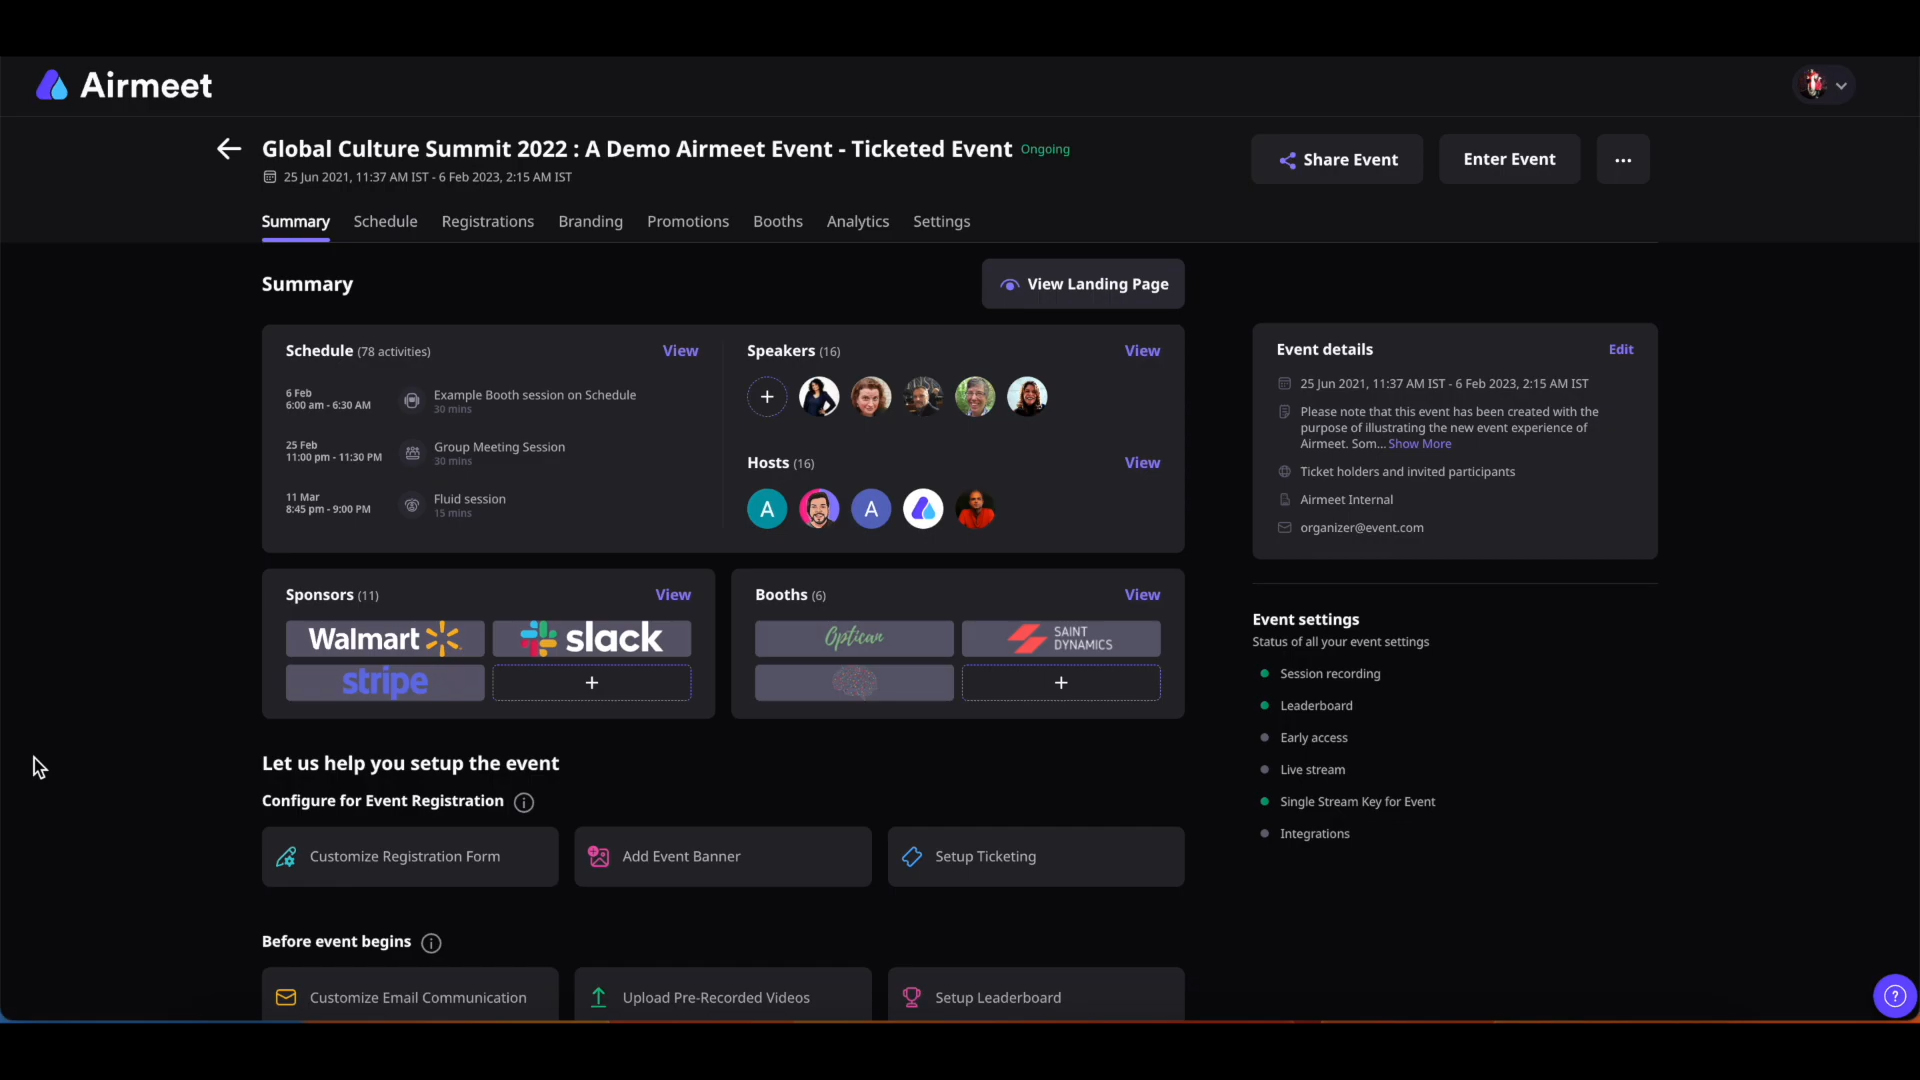 Airmeet
Global Culture Summit 2022 : A Demo Airmeet Event - Ticketed Event Ongoing
25 Jun 2021, 11:37 AM IST - 6 Feb 2023, 2:15 AM IST
Share Event
Enter Event
...
Summary Schedule Registrations Branding Promotions Booths Analytics Settings
Summary
View Landing Page
Schedule (78 activities) View
6 Feb
6:00 am - 6:30 AM
Example Booth session on Schedule
30 mins
25 Feb
11:00 pm - 11:30 PM
Group Meeting Session
30 mins
11 Mar
8:45 pm - 9:00 PM
Fluid session
15 mins
Speakers (16) View
+
Hosts (16) View
A
A
Event details Edit
25 Jun 2021, 11:37 AM IST - 6 Feb 2023, 2:15 AM IST
Please note that this event has been created with the
purpose of illustrating the new event experience of
Airmeet. Som... Show More
Ticket holders and invited participants
Airmeet Internal
organizer@event.com
Sponsors (11) View
Walmart
slack
stripe
+
Booths (6) View
Optican
SAINT
DYNAMICS
+
Event settings
Status of all your event settings
Session recording
Leaderboard
Early access
Live stream
Single Stream Key for Event
Integrations
Let us help you setup the event
Configure for Event Registration
Customize Registration Form
Add Event Banner
Setup Ticketing
Before event begins
Customize Email Communication
Upload Pre-Recorded Videos
Setup Leaderboard
?